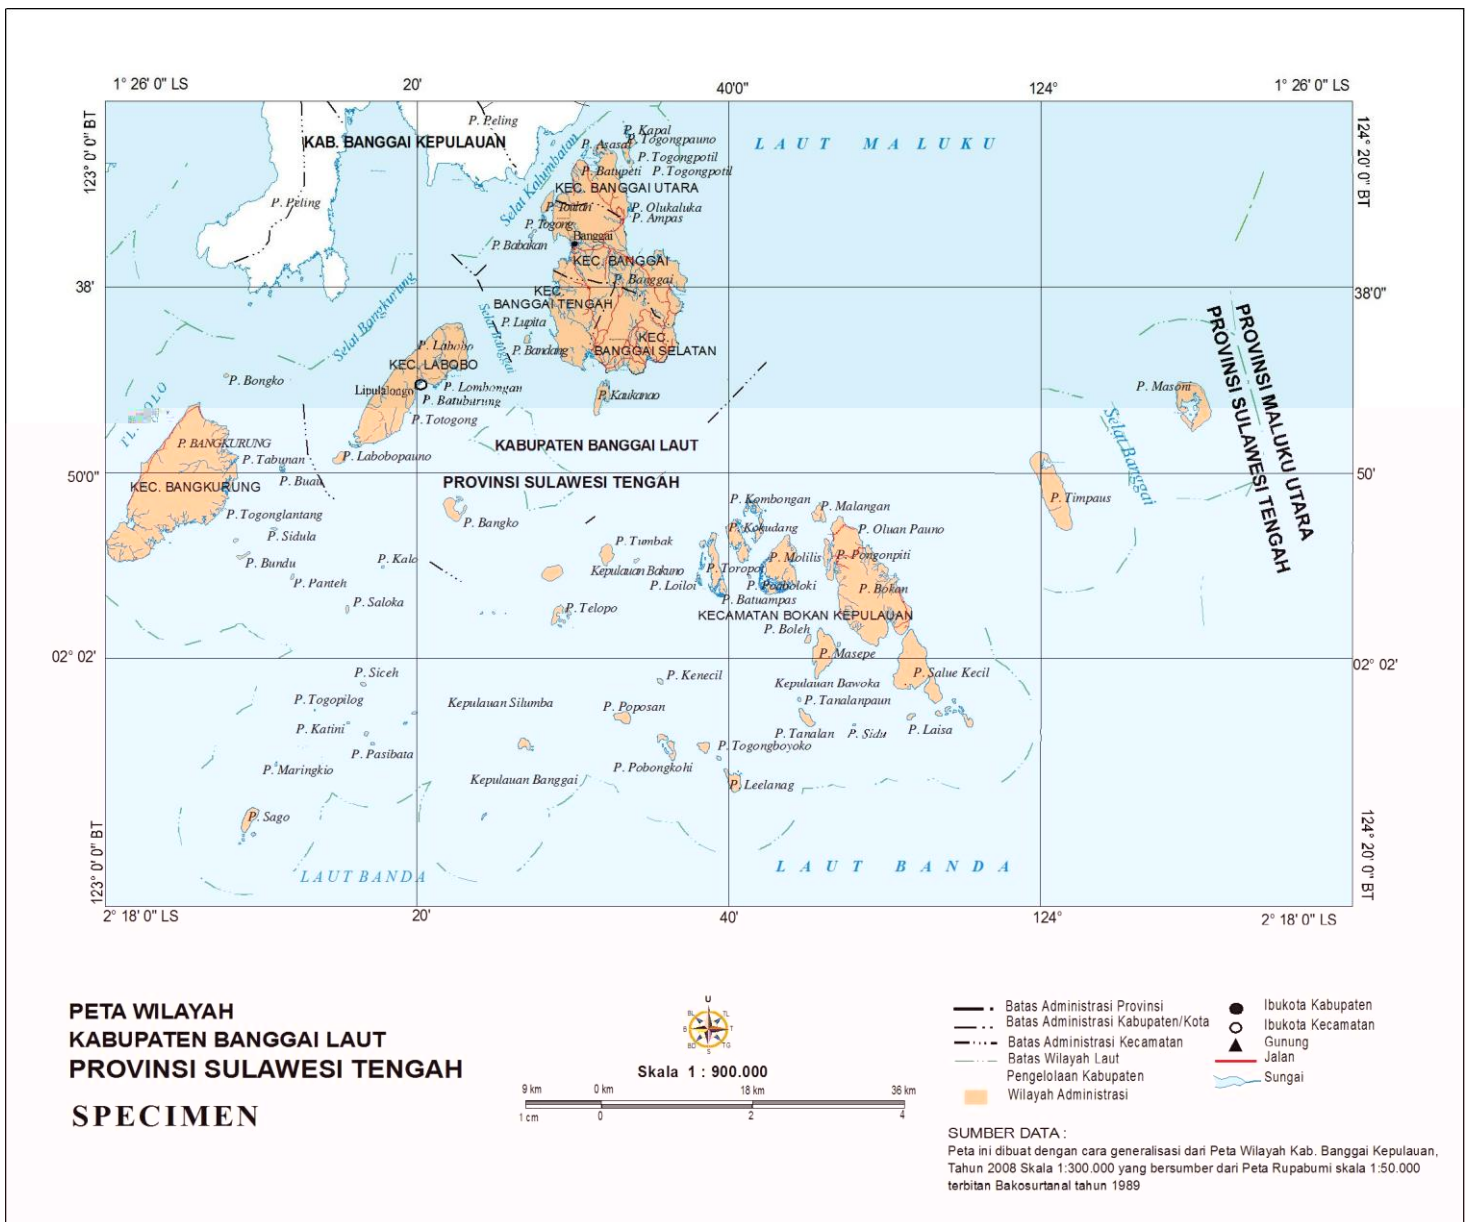 1° 26' 0" LS
20'
40'0"
124°
1° 26' 0" LS
123° 0' 0" BT
124° 20' 0" BT
P. Peling
KAB. BANGGAI KEPULAUAN
P. Kapal
P. Togongpauno
P. Asasal
P. Togongpotil
P. Batupeti
P. Togongpotil
LAUT MALUKU
Selat Kalumbatan
KEC. BANGGAI UTARA
P. Peling
P. Olukaluka
P. Ampas
P. Togong
Banggai
P. Babakan
KEC. BANGGAI
P. Banggai
38'
38'0"
KEC.
BANGGAI TENGAH
Selat Bangkurung
Selat Banggai
P. Lupita
P. Bandang
KEC.
BANGGAI SELATAN
P. Labobo
KEC. LABOBO
P. Bongko
Lipulalongo
P. Lombongan
P. Batuburung
P. Kaukanao
P. Totogong
P. Masoni
PROVINSI MALUKU UTARA
PROVINSI SULAWESI TENGAH
Selat Banggai
P. BANGKURUNG
KABUPATEN BANGGAI LAUT
P. Tabunan
P. Labobopauno
50'0"
50'
P. Buau
PROVINSI SULAWESI TENGAH
KEC. BANGKURUNG
P. Kombongan
P. Malangan
P. Timpaus
P. Togonglantang
P. Bangko
P. Kokudang
P. Oluan Pauno
P. Sidula
P. Tumbak
P. Bundu
P. Kalo
P. Molilis
P. Pongonpiti
Kepulauan Bakuno
P. Toropot
P. Panteh
P. Loiloi
P. Podboloki
P. Bokan
P. Saloka
P. Telopo
P. Batuampas
KECAMATAN BOKAN KEPULAUAN
P. Boleh
02° 02'
P. Masepe
02° 02'
P. Siceh
P. Kenecil
P. Salue Kecil
Kepulauan Bawoka
P. Togopilog
Kepulauan Silumba
P. Poposan
P. Tanalanpaun
P. Katini
P. Tanalan
P. Sidu
P. Laisa
P. Pasibata
P. Togongboyoko
P. Maringkio
P. Pobongkohi
Kepulauan Banggai
P. Leelanag
P. Sago
LAUT BANDA
LAUT BANDA
123° 0' 0" BT
124° 20' 0" BT
2° 18' 0" LS
20'
40'
124°
2° 18' 0" LS
PETA WILAYAH
KABUPATEN BANGGAI LAUT
PROVINSI SULAWESI TENGAH
SPECIMEN
U
BL TL
B T
BD TG
S
Skala 1 : 900.000
9 km 0 km 18 km 36 km
1 cm 0 2 4
Batas Administrasi Provinsi
Batas Administrasi Kabupaten/Kota
Batas Administrasi Kecamatan
Batas Wilayah Laut
Pengelolaan Kabupaten
Wilayah Administrasi
Ibukota Kabupaten
Ibukota Kecamatan
Gunung
Jalan
Sungai
SUMBER DATA :
Peta ini dibuat dengan cara generalisasi dari Peta Wilayah Kab. Banggai Kepulauan,
Tahun 2008 Skala 1:300.000 yang bersumber dari Peta Rupabumi skala 1:50.000
terbitan Bakosurtanal tahun 1989